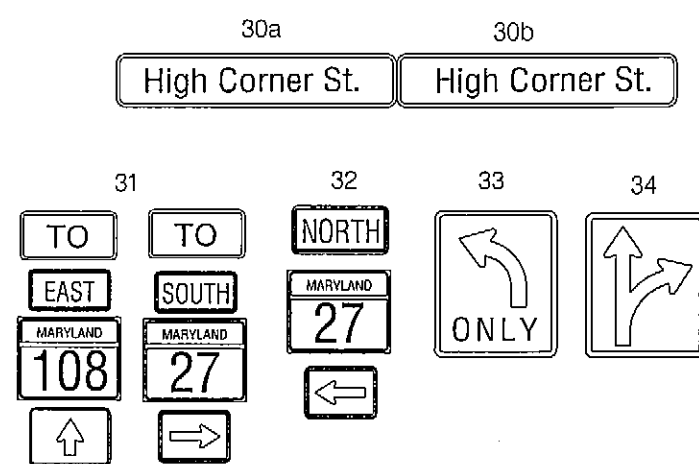 30a 30b
High Corner St. High Corner St.
31 32 33 34
TO TO NORTH
EAST SOUTH MARYLAND
MARYLAND MARYLAND 27 ONLY
108 27